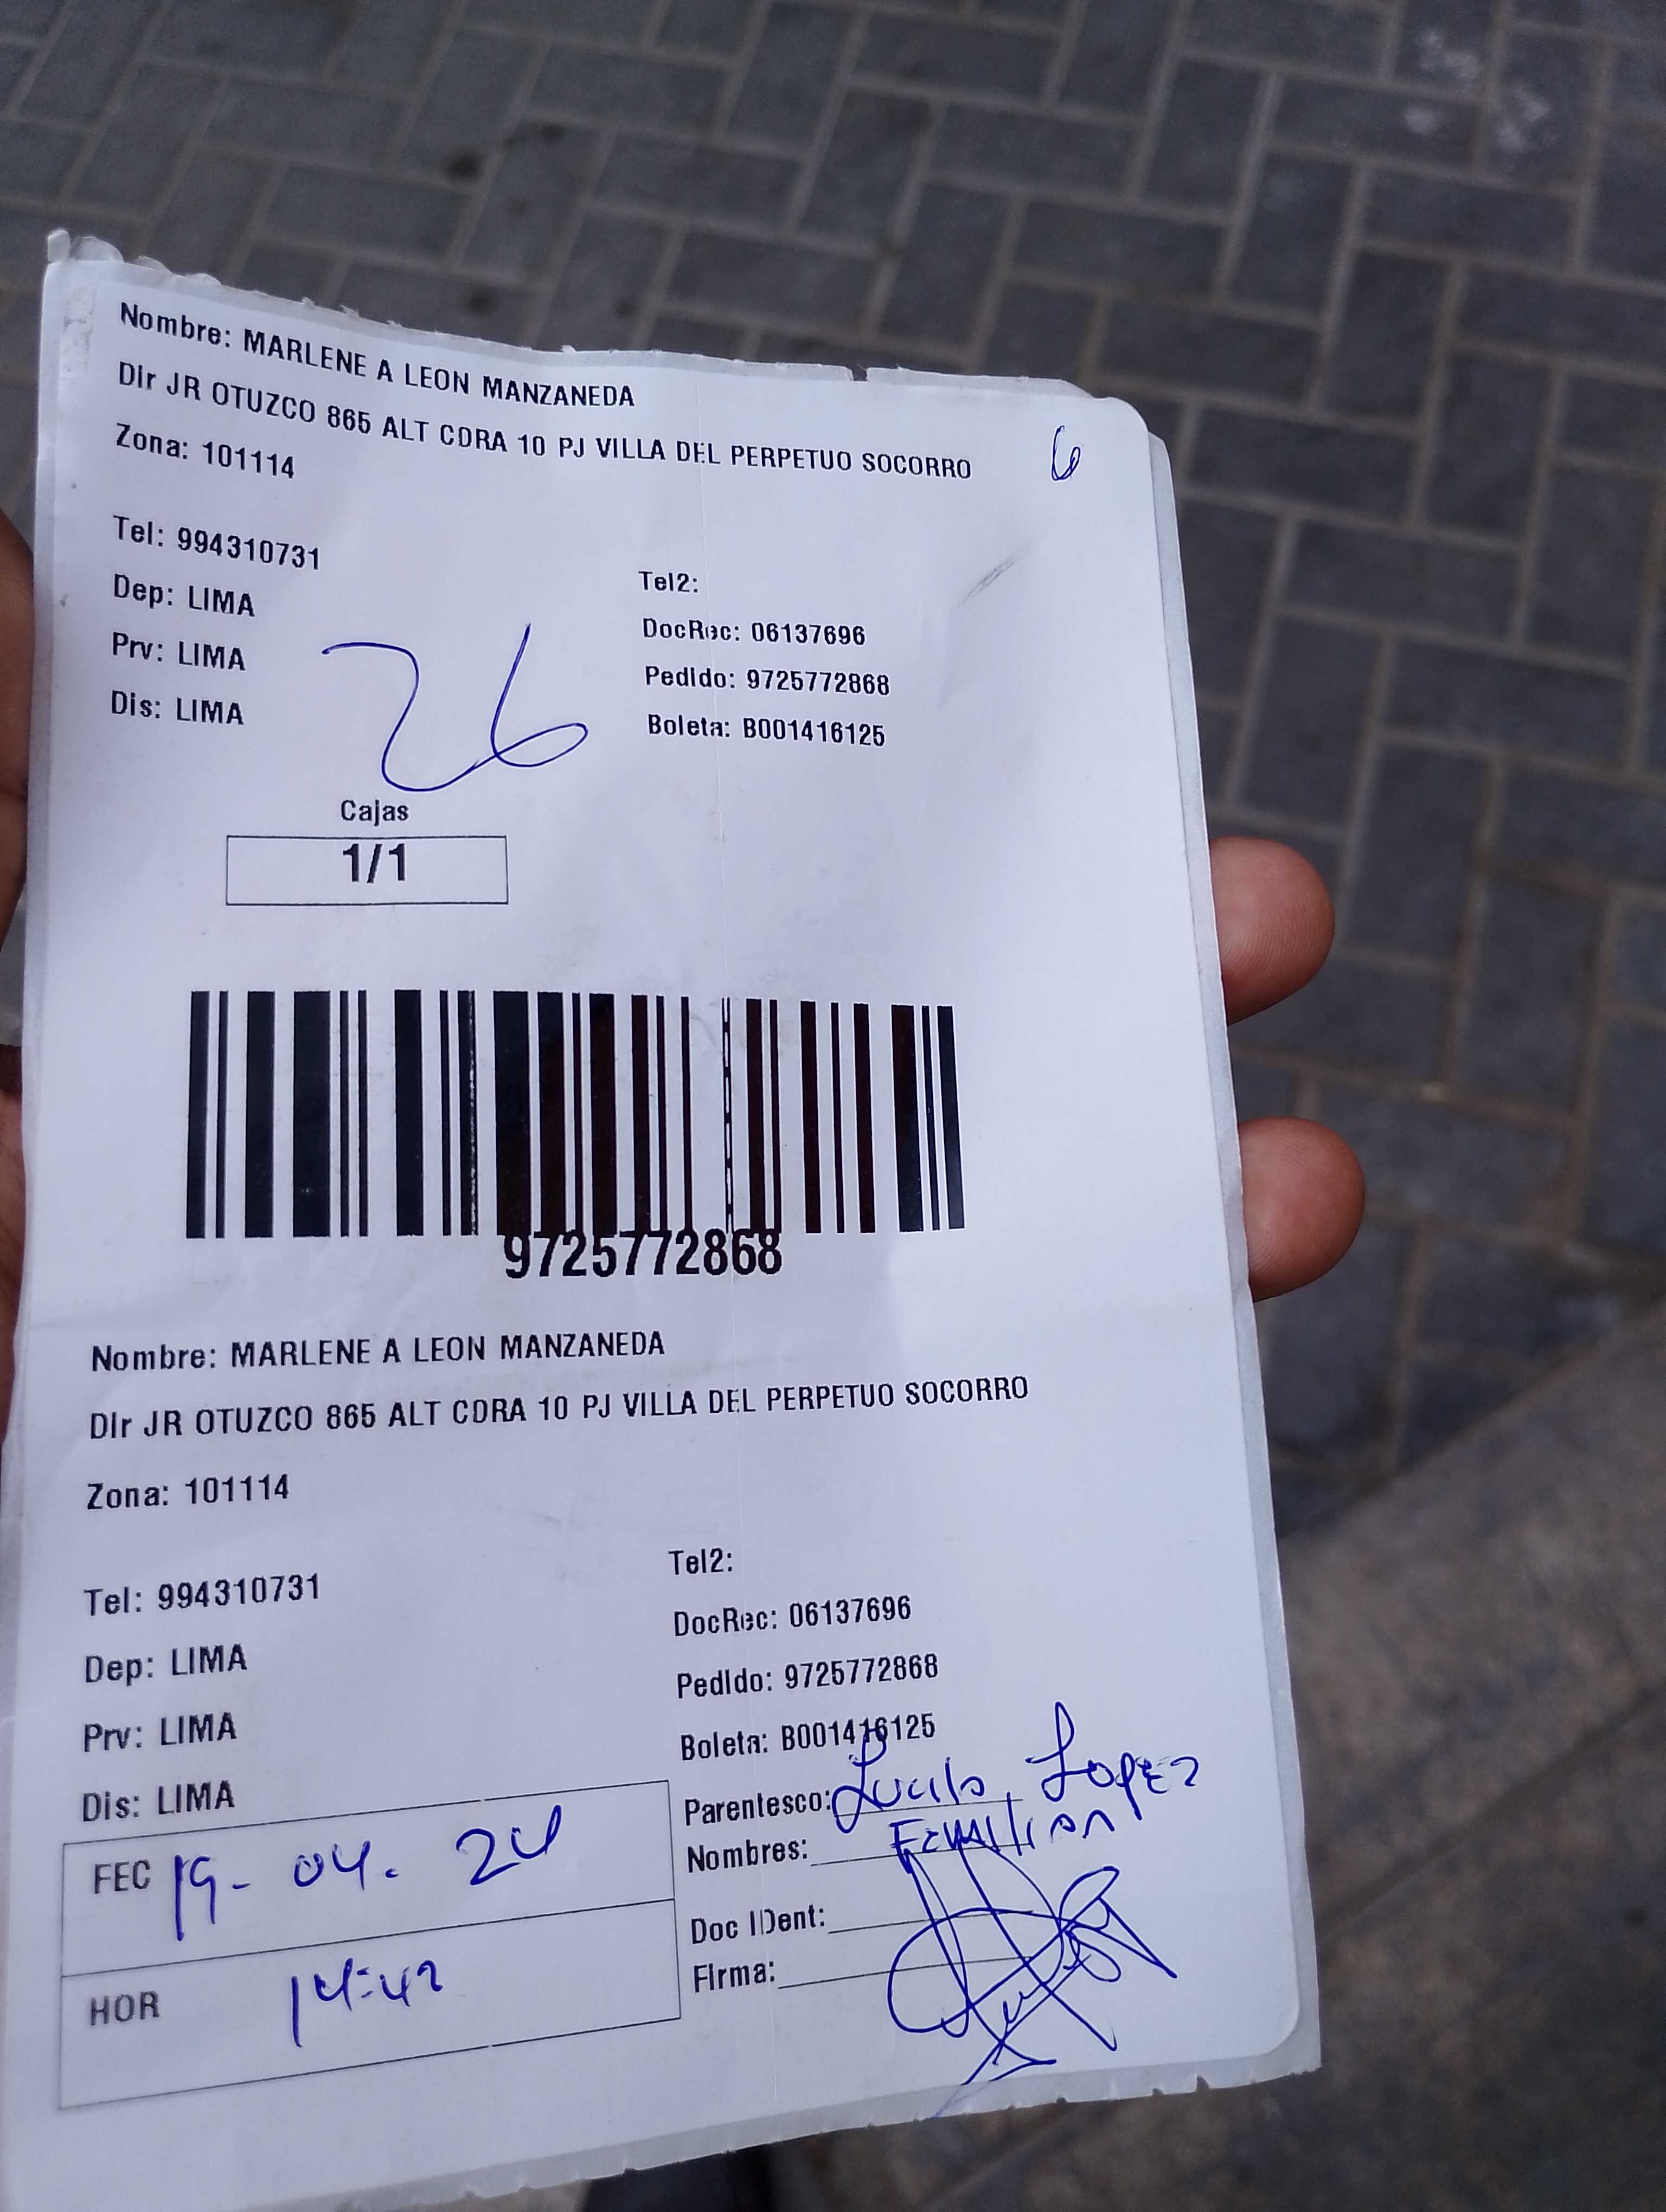 Nombre: MARLENE A LEON MANZANEDA
Dir JR OTUZCO 865 ALT CDRA 10 PJ VILLA DEL PERPETUO SOCORRO
6
Zona: 101114
Tel: 994310731
Tel2:
Dep: LIMA
DocRec: 06137696
Prv: LIMA
Pedido: 9725772868
Dis: LIMA
Boleta: B001416125
26
Cajas
1/1
9725772868
Nombre: MARLENE A LEON MANZANEDA
Dir JR OTUZCO 865 ALT CDRA 10 PJ VILLA DEL PERPETUO SOCORRO
Zona: 101114
Tel: 994310731
Tel2:
Dep: LIMA
DocRec: 06137696
Prv: LIMA
Pedido: 9725772868
Dis: LIMA
Boleta: B001416125
Parentesco: Lopez
Nombres: Familiar
Doc IDent:
Firma:
FEC 19-04.24
HOR 14:42